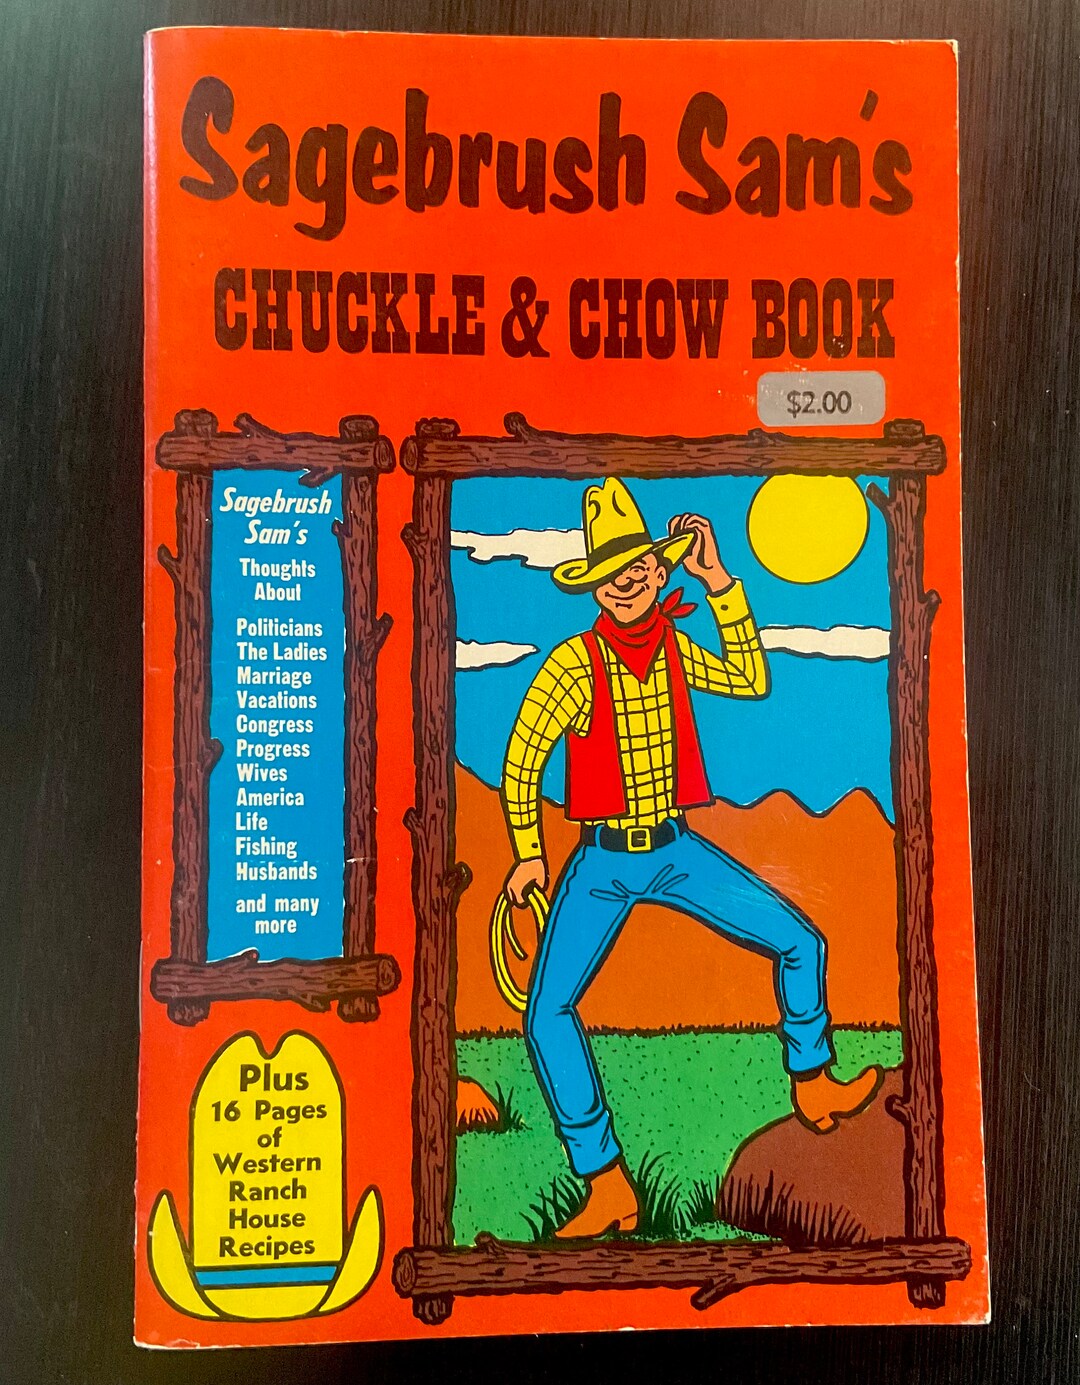 Sagebrush Sam's
CHUCKLE & CHOW BOOK
$2.00
Sagebrush
Sam's
Thoughts
About
Politicians
The Ladies
Marriage
Vacations
Congress
Progress
Wives
America
Life
Fishing
Husbands
and many
more
Plus
16 Pages
of
Western
Ranch
House
Recipes